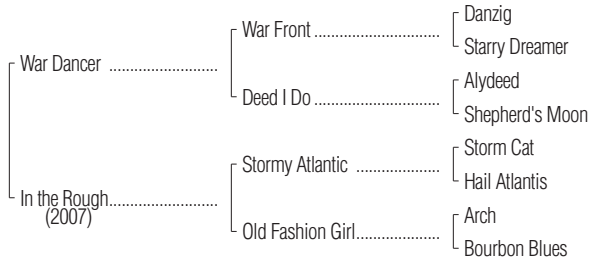 Danzig
War Front
Starry Dreamer
War Dancer
Alydeed
Deed I Do
Shepherd's Moon
Storm Cat
Stormy Atlantic
Hail Atlantis
In the Rough
(2007)
Arch
Old Fashion Girl
Bourbon Blues